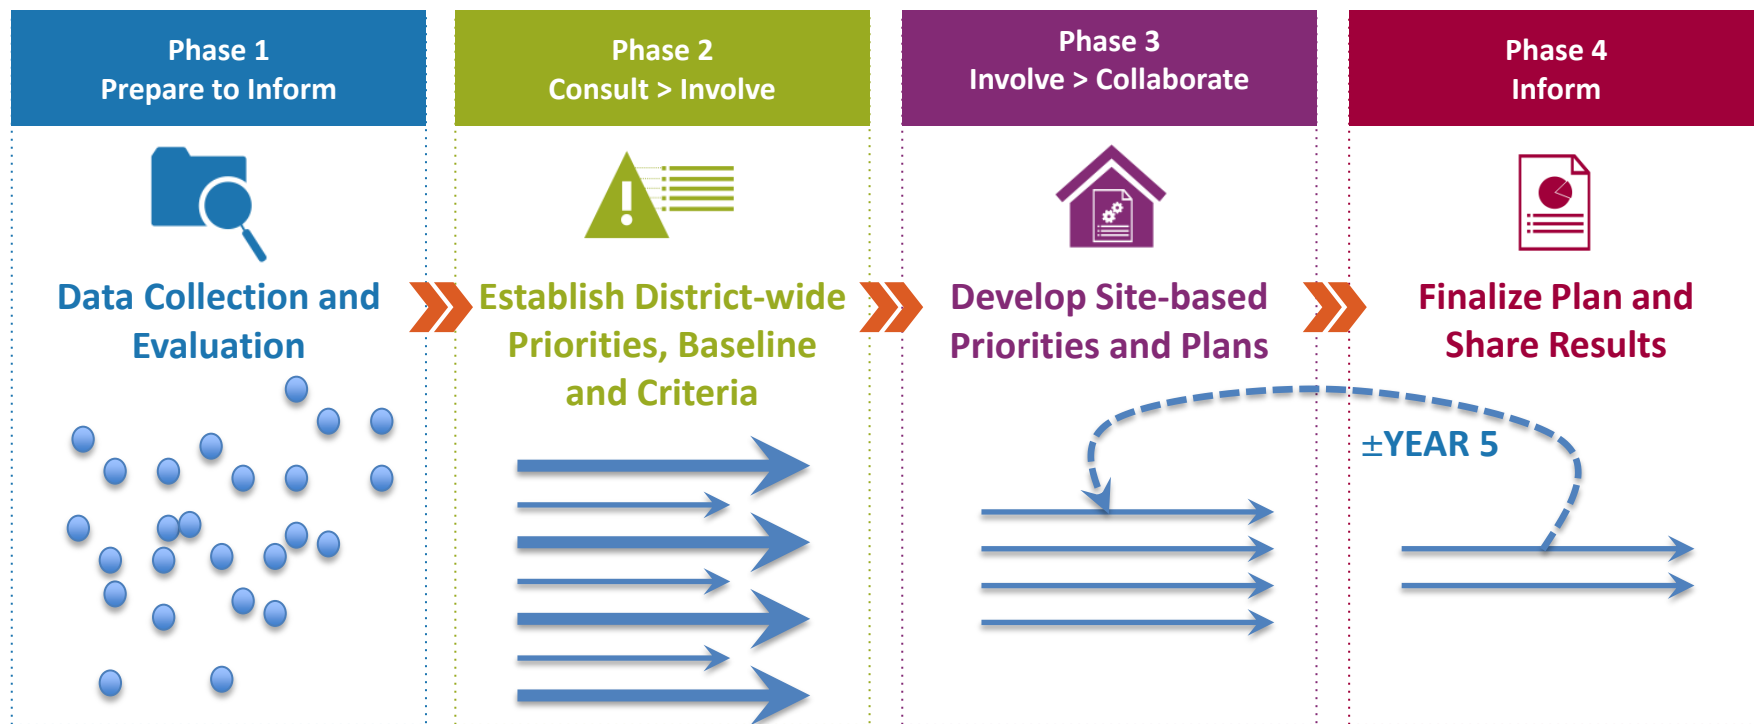 Phase 1
Prepare to Inform
Data Collection and
Evaluation
Phase 2
Consult > Involve
Establish District-wide
Priorities, Baseline
and Criteria
Phase 3
Involve > Collaborate
Develop Site-based
Priorities and Plans
Phase 4
Inform
Finalize Plan and
Share Results
±YEAR 5